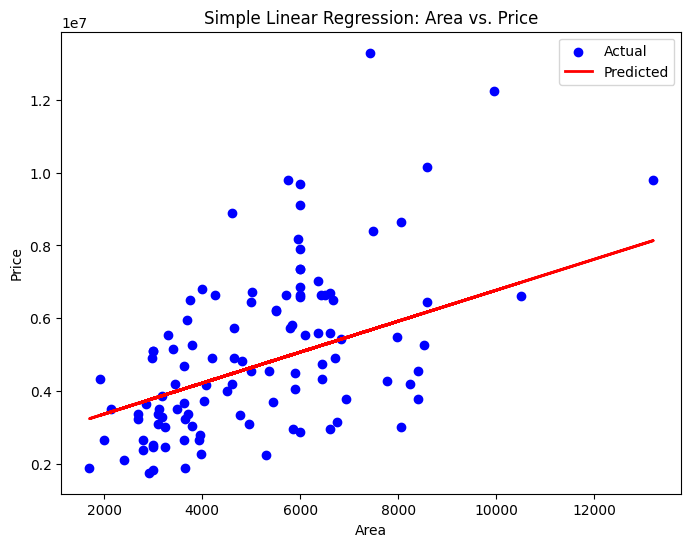 Simple Linear Regression: Area vs. Price
1e7
Actual
Predicted
1.2
1.0
0.8
0.6
0.4
0.2
Price
2000 4000 6000 8000 10000 12000
Area